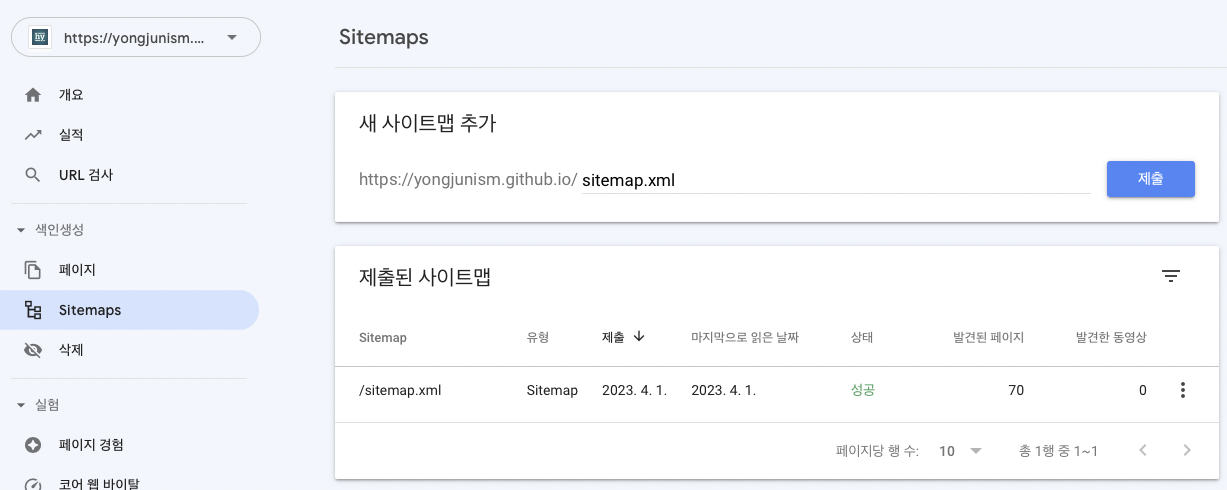 https://yongjunism....
Sitemaps
개요
실적
URL 검사
색인생성
페이지
Sitemaps
삭제
실험
페이지 경험
코어 웹 바이탈
새 사이트맵 추가
https://yongjunism.github.io/ sitemap.xml
제출
제출된 사이트맵
Sitemap 유형 제출 마지막으로 읽은 날짜 상태 발견된 페이지 발견한 동영상
/sitemap.xml Sitemap 2023. 4. 1. 2023. 4. 1. 성공 70 0
페이지당 행 수: 10 총 1행 중 1~1